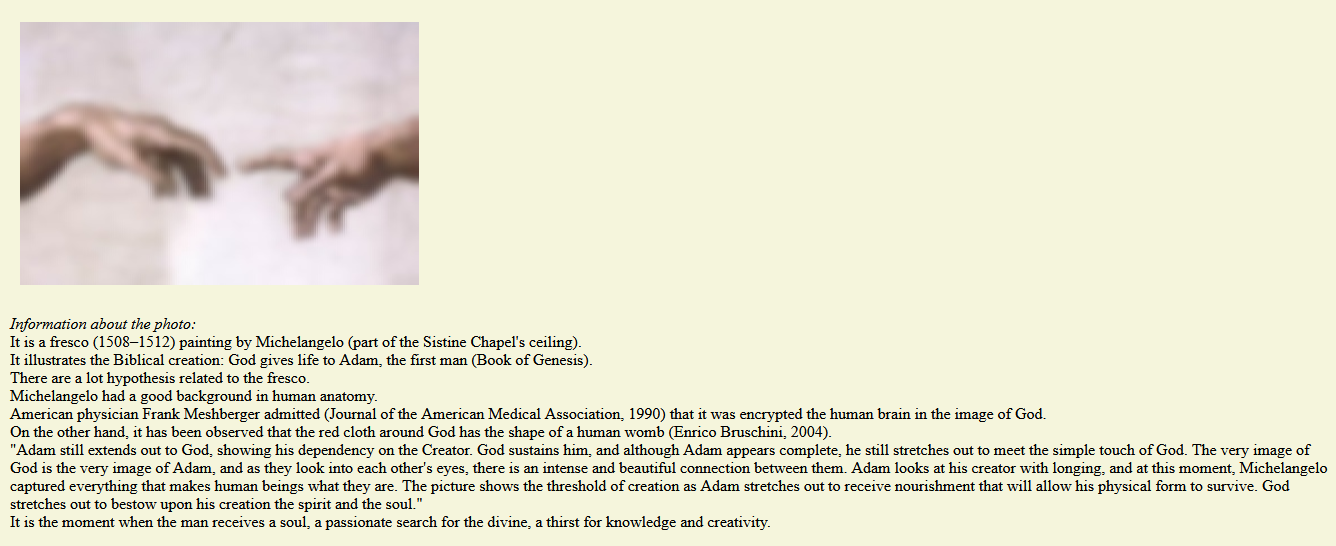 Information about the photo:
It is a fresco (1508–1512) painting by Michelangelo (part of the Sistine Chapel's ceiling).
It illustrates the Biblical creation: God gives life to Adam, the first man (Book of Genesis).
There are a lot hypothesis related to the fresco.
Michelangelo had a good background in human anatomy.
American physician Frank Meshberger admitted (Journal of the American Medical Association, 1990) that it was encrypted the human brain in the image of God.
On the other hand, it has been observed that the red cloth around God has the shape of a human womb (Enrico Bruschini, 2004).
"Adam still extends out to God, showing his dependency on the Creator. God sustains him, and although Adam appears complete, he still stretches out to meet the simple touch of God. The very image of
God is the very image of Adam, and as they look into each other's eyes, there is an intense and beautiful connection between them. Adam looks at his creator with longing, and at this moment, Michelangelo
captured everything that makes human beings what they are. The picture shows the threshold of creation as Adam stretches out to receive nourishment that will allow his physical form to survive. God
stretches out to bestow upon his creation the spirit and the soul."
It is the moment when the man receives a soul, a passionate search for the divine, a thirst for knowledge and creativity.